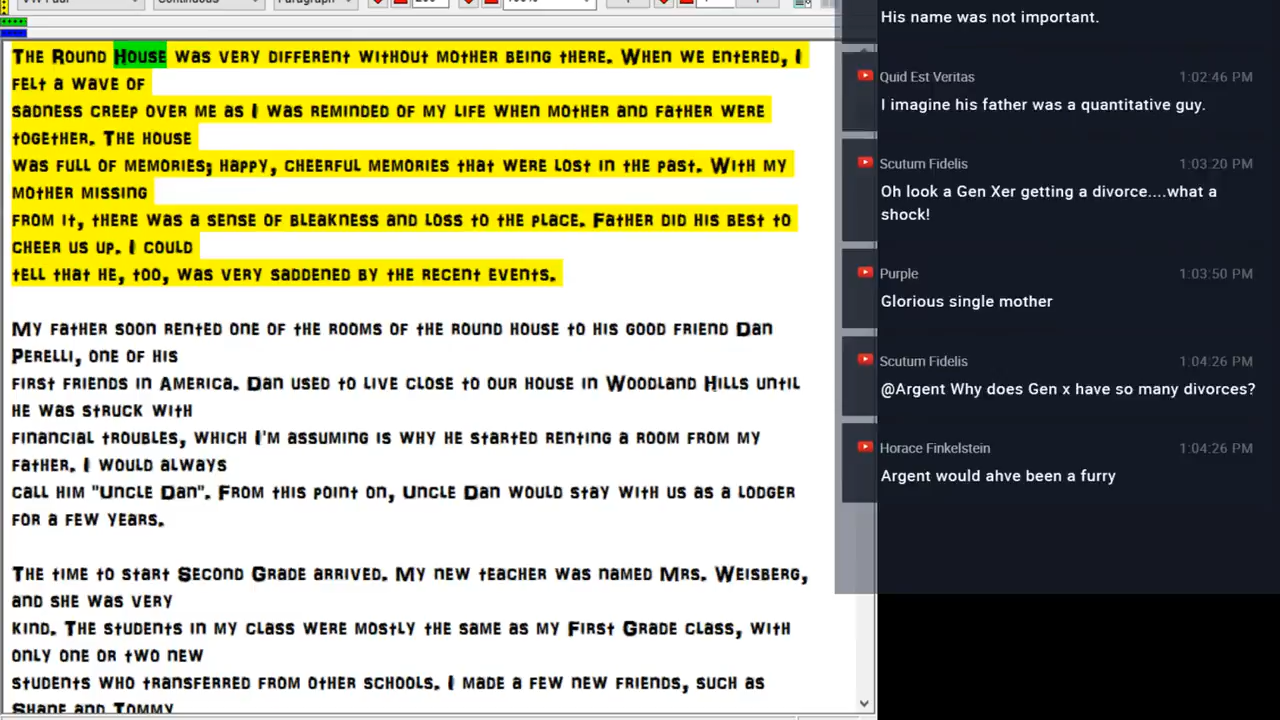 The Round House was very different without mother being there. When we entered, I
felt a wave of
sadness creep over me as I was reminded of my life when mother and father were
together. The house
was full of memories; happy, cheerful memories that were lost in the past. With my
mother missing
from it, there was a sense of bleakness and loss to the place. Father did his best to
cheer us up. I could
tell that he, too, was very saddened by the recent events.
My father soon rented one of the rooms of the round house to his good friend Dan
Perelli, one of his
first friends in America. Dan used to live close to our house in Woodland Hills until
he was struck with
financial troubles, which I'm assuming is why he started renting a room from my
father. I would always
call him "Uncle Dan". From this point on, Uncle Dan would stay with us as a lodger
for a few years.
The time to start Second Grade arrived. My new teacher was named Mrs. Weisberg,
and she was very
kind. The students in my class were mostly the same as my First Grade class, with
only one or two new
students who transferred from other schools. I made a few new friends, such as
Shane and Tommy
His name was not important.
Quid Est Veritas 1:02:46 PM
I imagine his father was a quantitative guy.
Scutum Fidelis 1:03:20 PM
Oh look a Gen Xer getting a divorce....what a
shock!
Purple 1:03:50 PM
Glorious single mother
Scutum Fidelis 1:04:26 PM
@Argent Why does Gen x have so many divorces?
Horace Finkelstein 1:04:26 PM
Argent would ahve been a furry